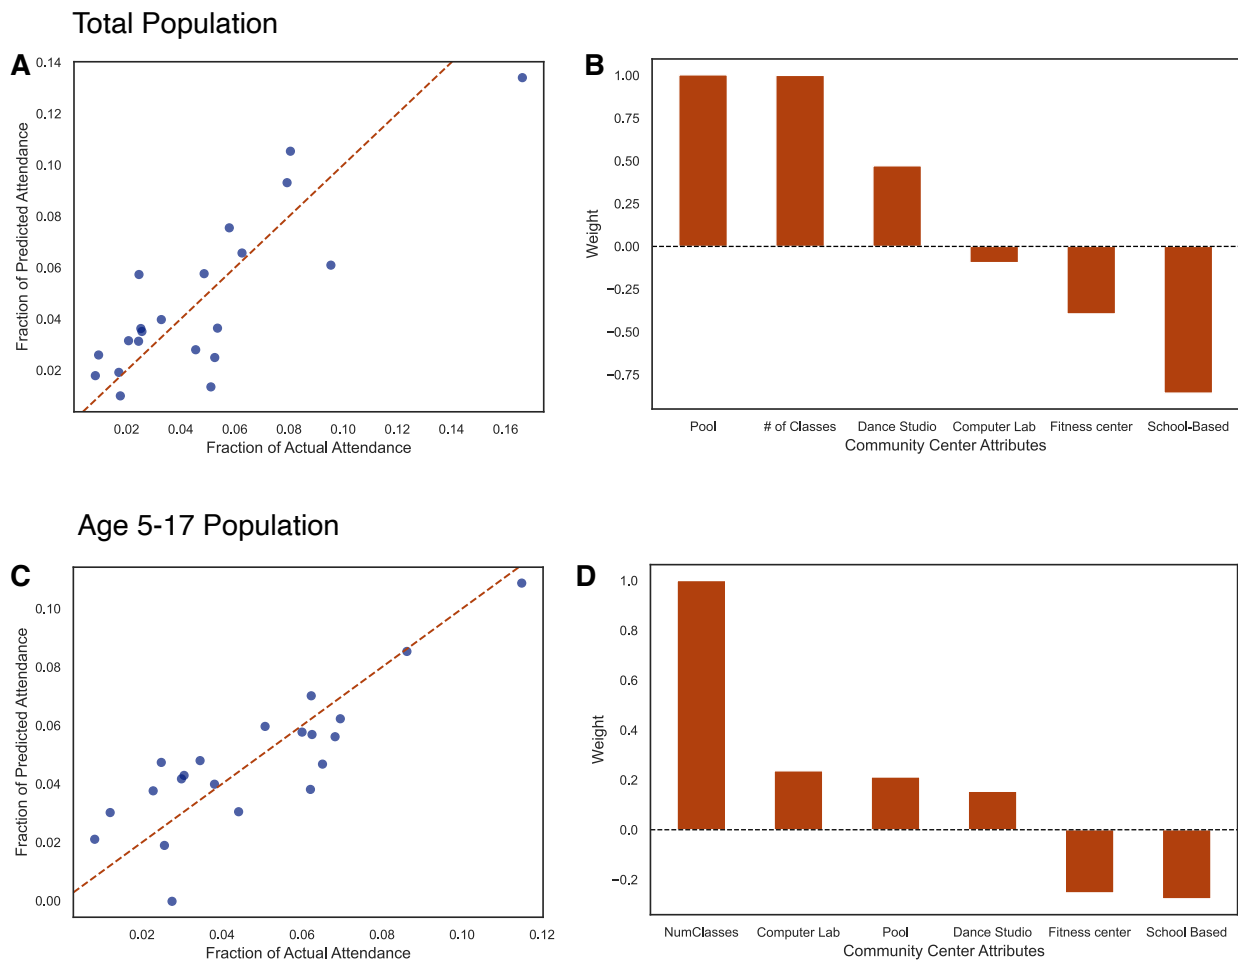 Total Population
A
0.14
0.12
0.10
0.08
0.06
0.04
0.02
Fraction of Predicted Attendance
0.02 0.04 0.06 0.08 0.10 0.12 0.14 0.16
Fraction of Actual Attendance
B
1.00
0.75
0.50
0.25
0.00
−0.25
−0.50
−0.75
Weight
Pool # of Classes Dance Studio Computer Lab Fitness center School-Based
Community Center Attributes
Age 5-17 Population
C
0.10
0.08
0.06
0.04
0.02
0.00
Fraction of Predicted Attendance
0.02 0.04 0.06 0.08 0.10 0.12
Fraction of Actual Attendance
D
1.0
0.8
0.6
0.4
0.2
0.0
−0.2
Weight
NumClasses Computer Lab Pool Dance Studio Fitness center School Based
Community Center Attributes